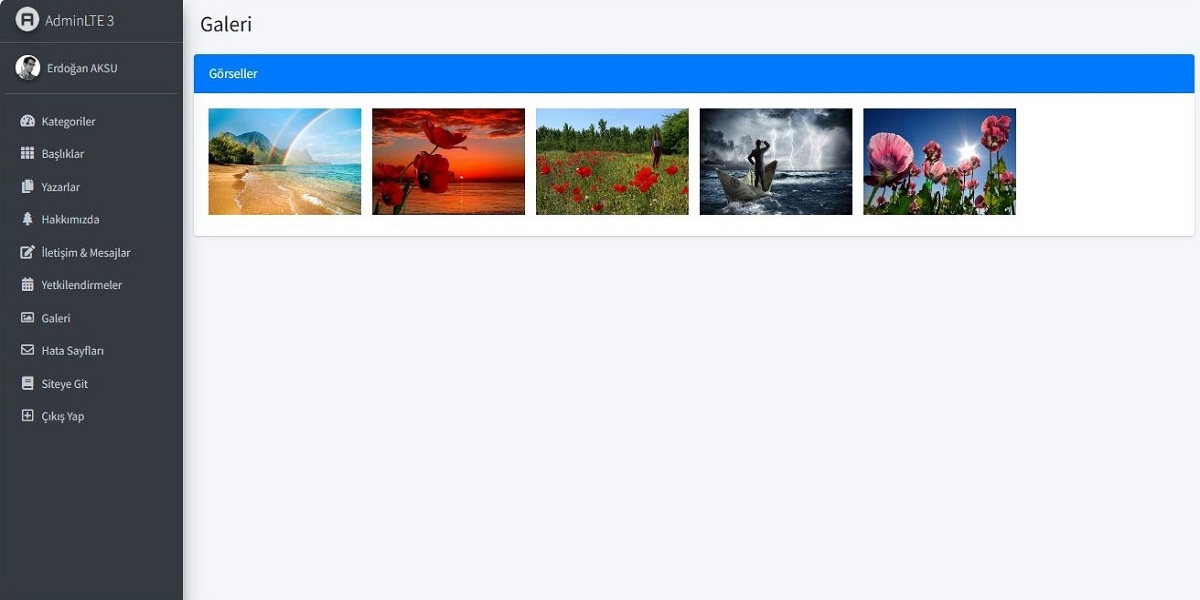 AdminLTE 3
Erdoğan AKSU
Kategoriler
Başlıklar
Yazarlar
Hakkımızda
İletişim & Mesajlar
Yetkilendirmeler
Galeri
Hata Sayfları
Siteye Git
Çıkış Yap
Galeri
Görseller